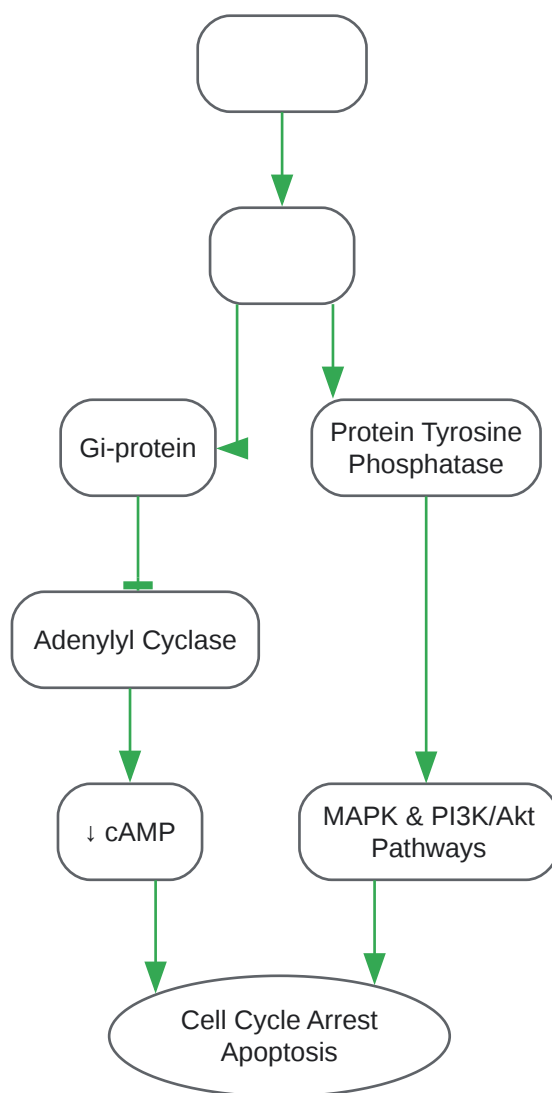 Gi-protein
Protein Tyrosine
Phosphatase
Adenylyl Cyclase
↓ cAMP
MAPK & PI3K/Akt
Pathways
Cell Cycle Arrest
Apoptosis